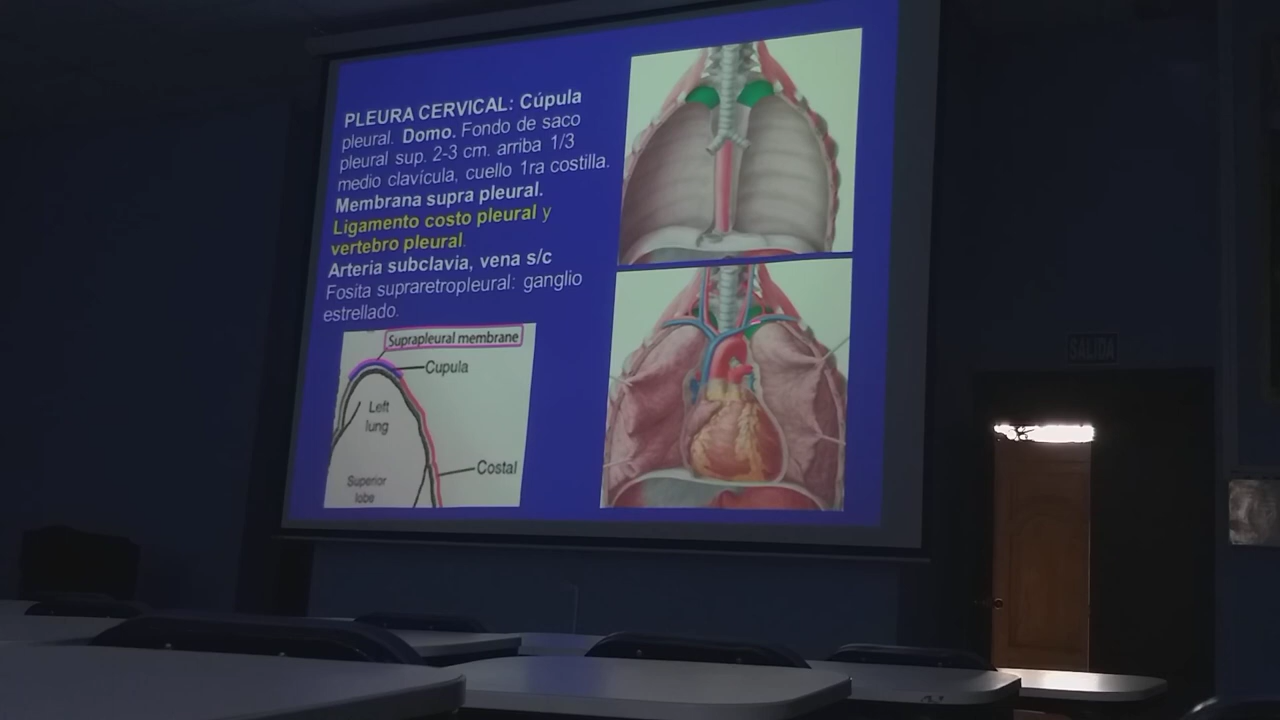 PLEURA CERVICAL: Cúpula
pleural. Domo. Fondo de saco
pleural sup. 2-3 cm. arriba 1/3
medio clavícula, cuello 1ra costilla.
Membrana supra pleural.
Ligamento costo pleural y
vertebro pleural.
Arteria subclavia, vena s/c
Fosita supraretropleural: ganglio
estrellado.
Suprapleural membrane
Cupula
Left
lung
Costal
Superior
lobe
SALIDA